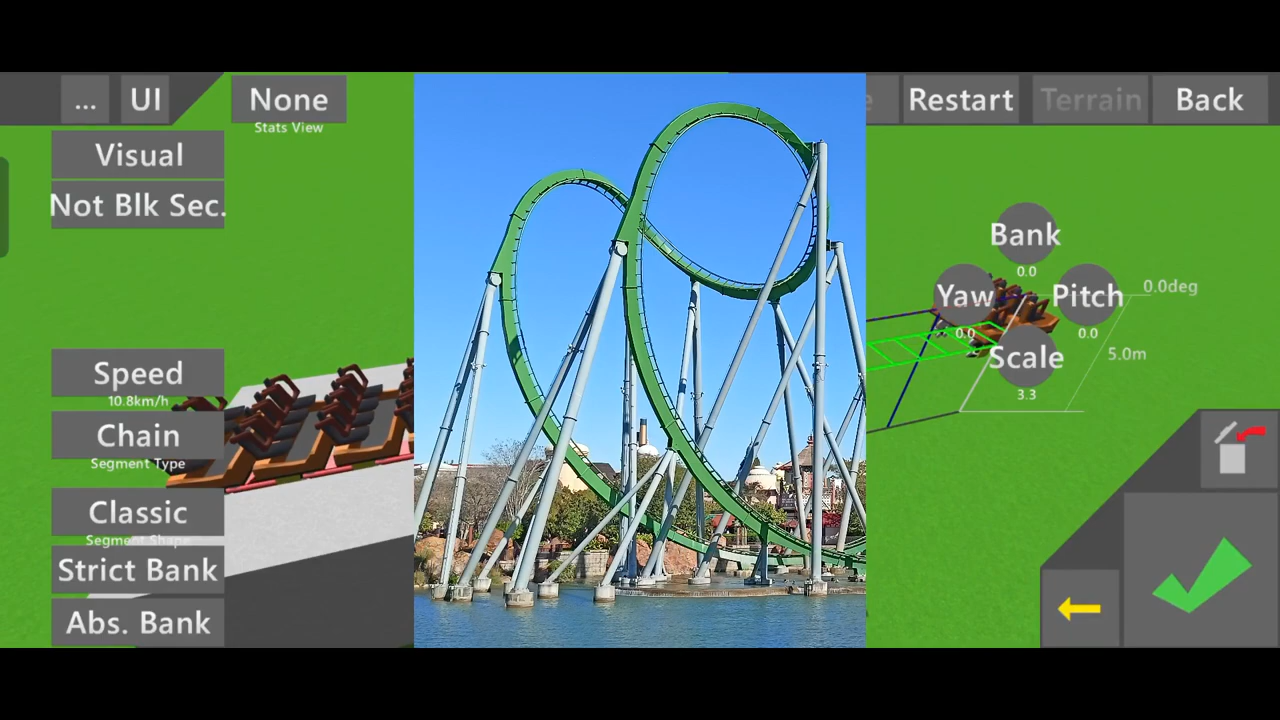 ... UI None
Stats View
Visual
Not Blk Sec.
Speed
10.8km/h
Chain
Segment Type
Classic
Segment Shape
Strict Bank
Abs. Bank
Restart Terrain Back
Bank
0.0
Yaw
0.0
Pitch
0.0
Scale
3.3
0.0deg
5.0m